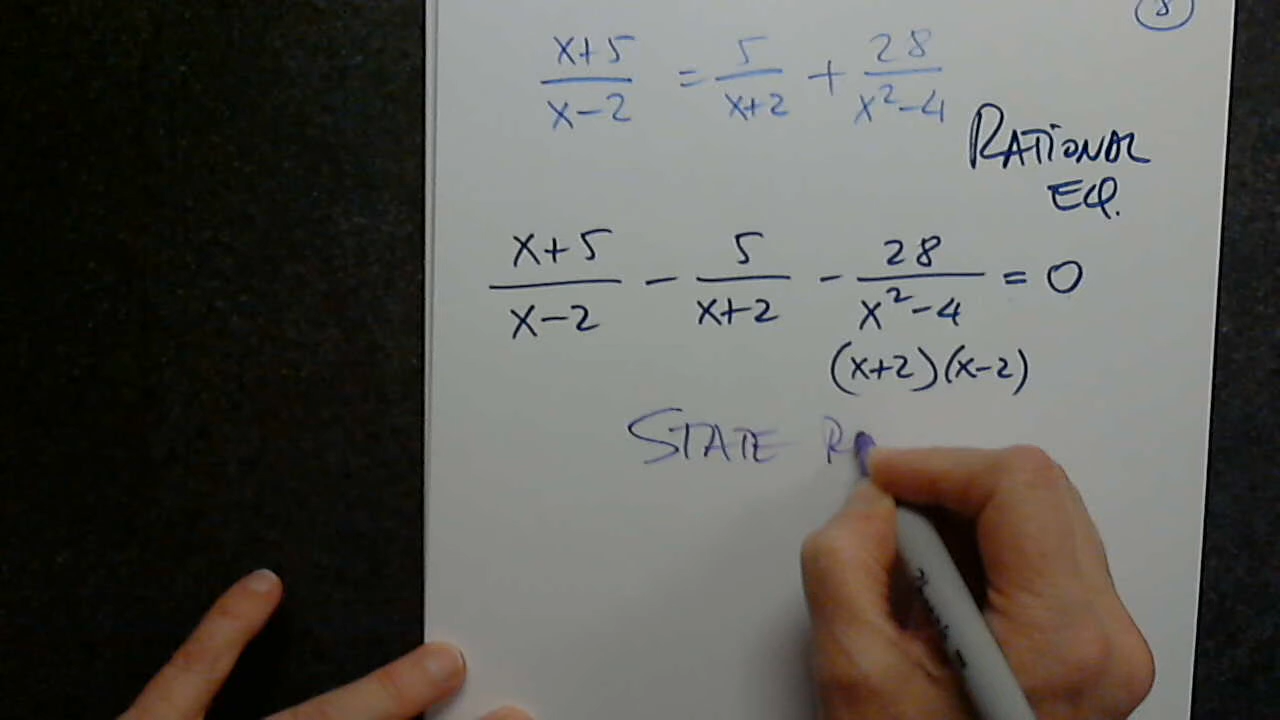 8
x+5/x-2 = 5/x+2 + 28/x²-4
RATIONAL
EQ.
x+5/x-2 - 5/x+2 - 28/x²-4 = 0
(x+2)(x-2)
STATE